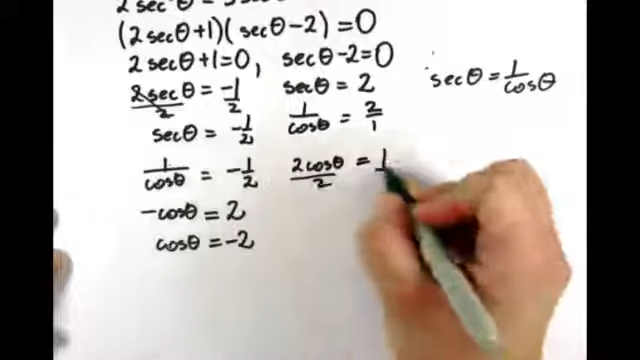 (2secθ+1)(secθ-2)=0
2secθ+1=0, secθ-2=0
2secθ/2 = -1/2 secθ = 2 secθ = 1/cosθ
secθ = -1/2 1/cosθ = 2/1
1/cosθ = -1/2 2cosθ/2 = 1
-cosθ = 2
cosθ = -2